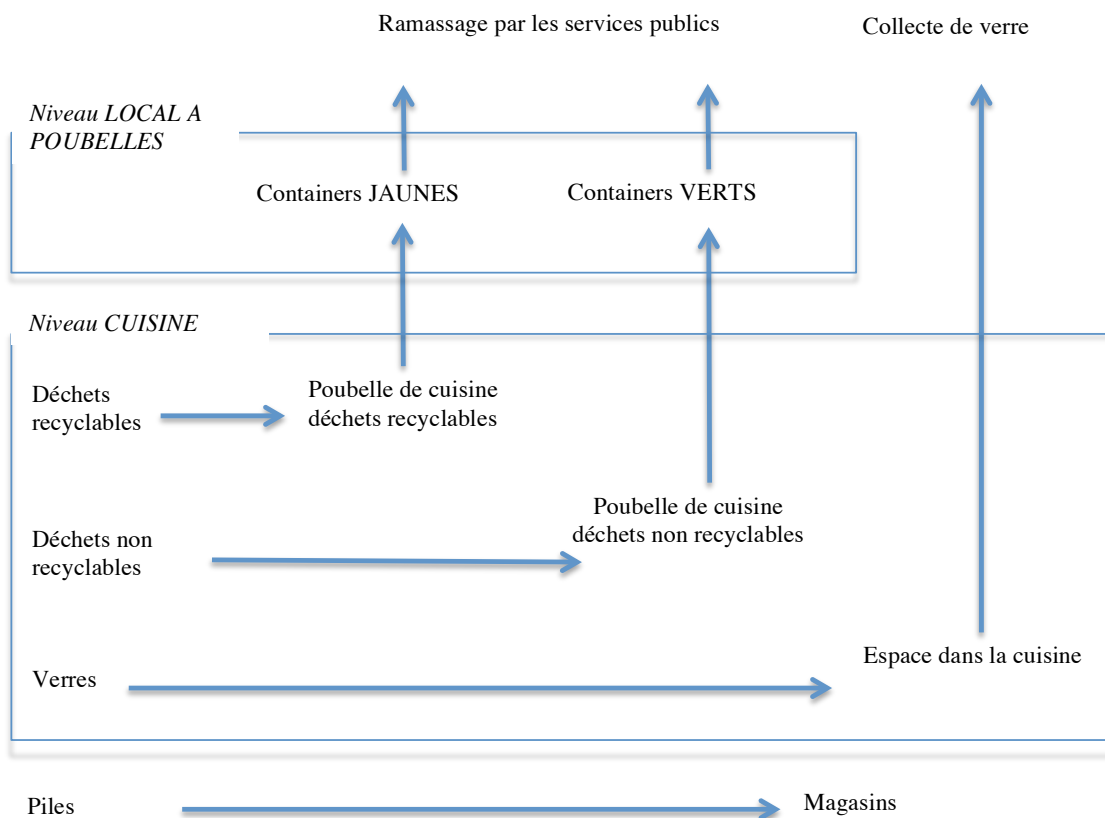 Ramassage par les services publics
Collecte de verre
Niveau LOCAL A
POUBELLES
Containers JAUNES
Containers VERTS
Niveau CUISINE
Déchets
recyclables
Poubelle de cuisine
déchets recyclables
Poubelle de cuisine
déchets non recyclables
Déchets non
recyclables
Espace dans la cuisine
Verres
Piles
Magasins